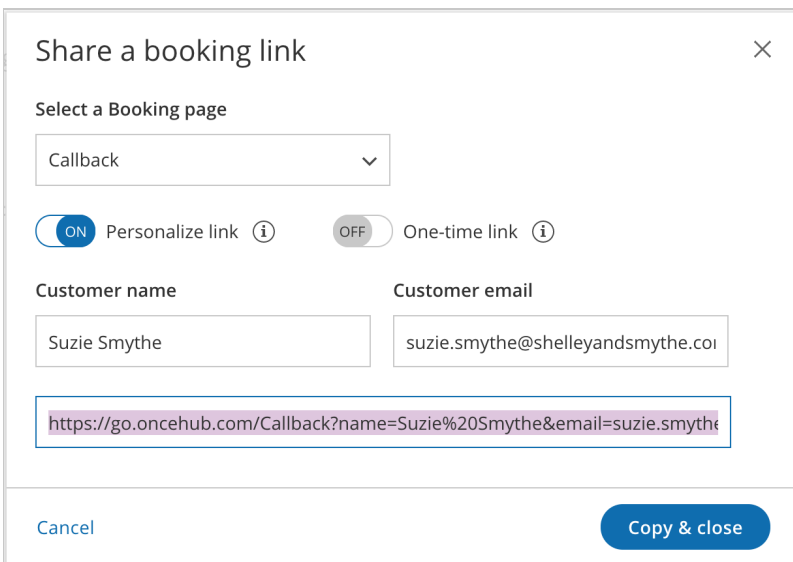 Share a booking link
Select a Booking page
Callback
ON Personalize link OFF One-time link
Customer name Customer email
Suzie Smythe suzie.smythe@shelleyandsmythe.co
https://go.oncehub.com/Callback?name=Suzie%20Smythe&email=suzie.smythe
Cancel Copy & close